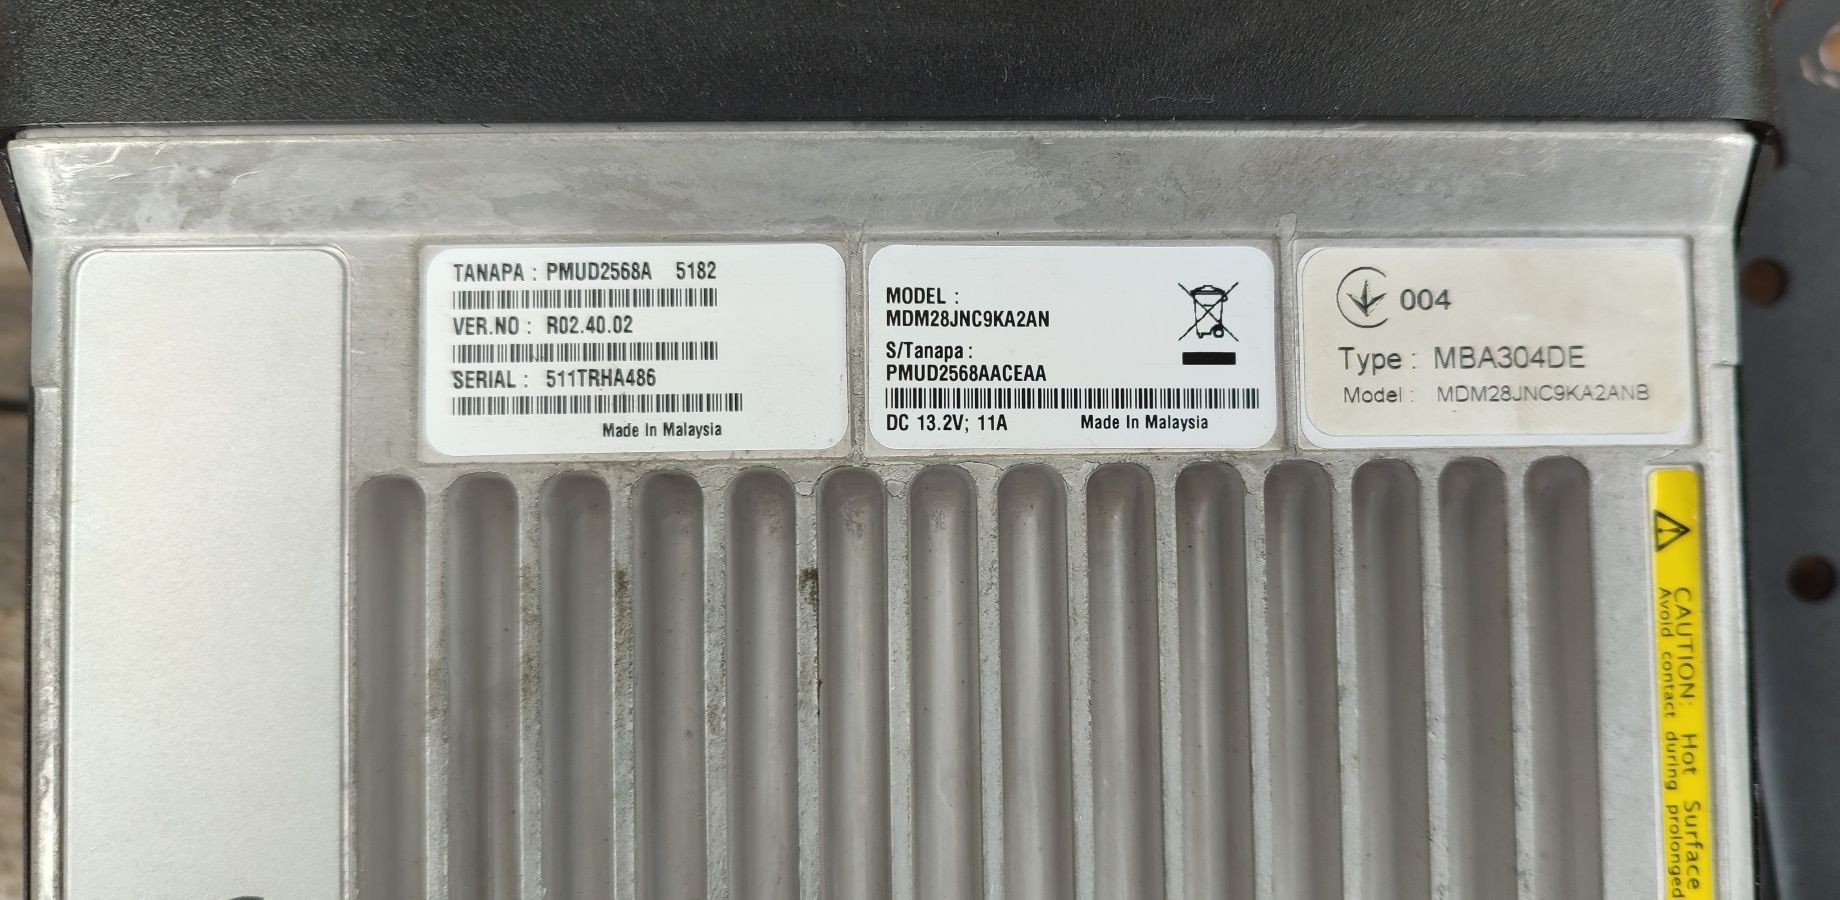 TANAPA : PMUD2568A 5182
VER.NO : R02.40.02
SERIAL : 511TRHA486
Made In Malaysia
MODEL :
MDM28JNC9KA2AN
S/Tanapa :
PMUD2568AACEAA
DC 13.2V; 11A Made In Malaysia
004
Type : MBA304DE
Model : MDM28JNC9KA2ANB
CAUTION: Hot Surface
Avoid contact during prolonged